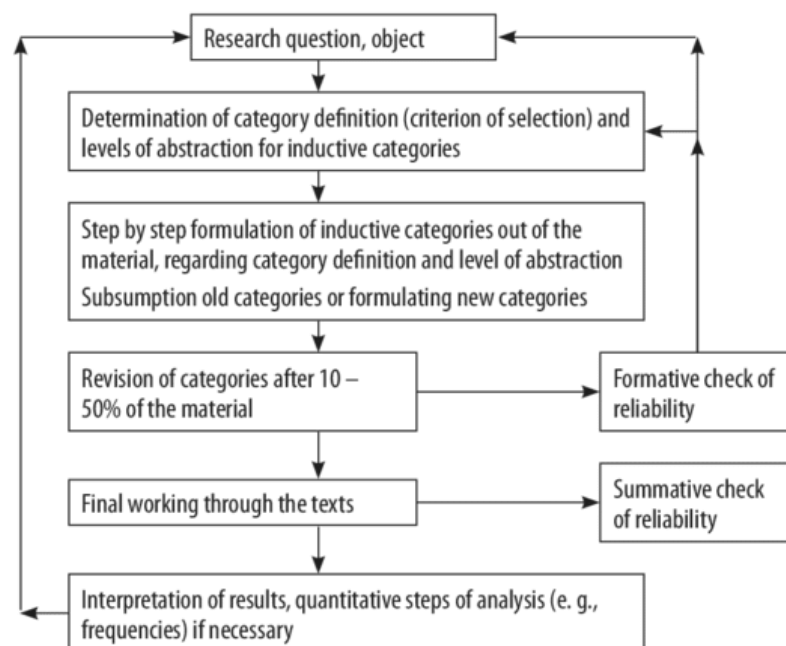 Research question, object
Determination of category definition (criterion of selection) and
levels of abstraction for inductive categories
Step by step formulation of inductive categories out of the
material, regarding category definition and level of abstraction
Subsumption old categories or formulating new categories
Revision of categories after 10 –
50% of the material
Formative check of
reliability
Final working through the texts
Summative check
of reliability
Interpretation of results, quantitative steps of analysis (e. g.,
frequencies) if necessary